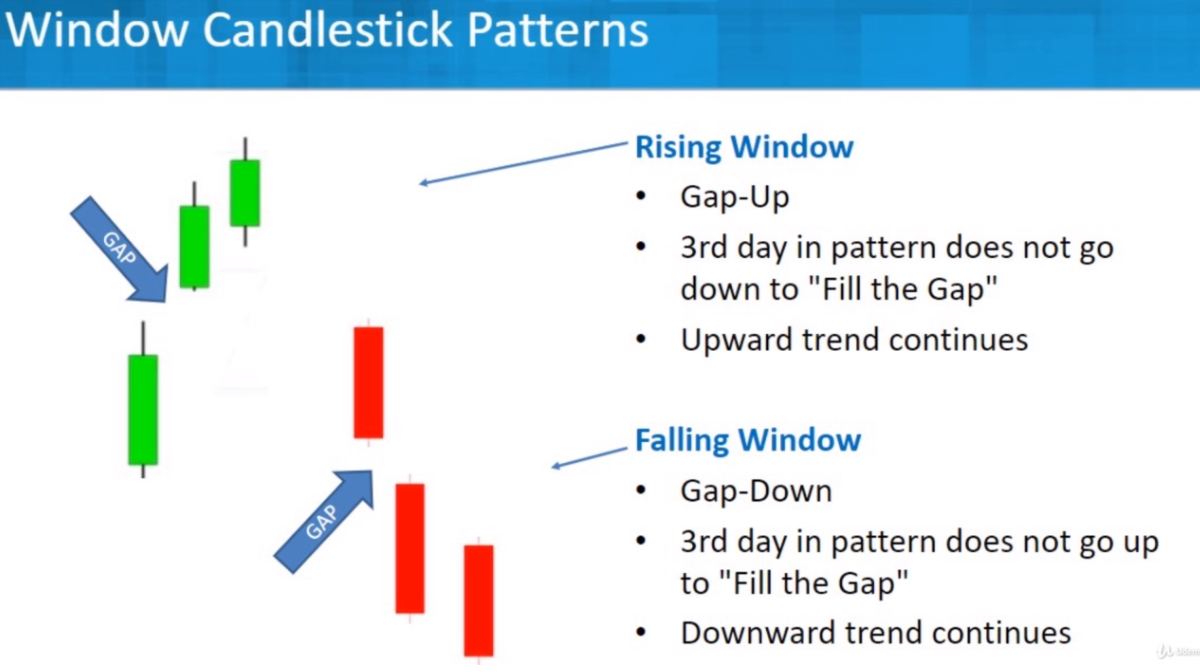 Window Candlestick Patterns
GAP
Rising Window
• Gap-Up
• 3rd day in pattern does not go
down to "Fill the Gap"
• Upward trend continues
GAP
Falling Window
• Gap-Down
• 3rd day in pattern does not go up
to "Fill the Gap"
• Downward trend continues